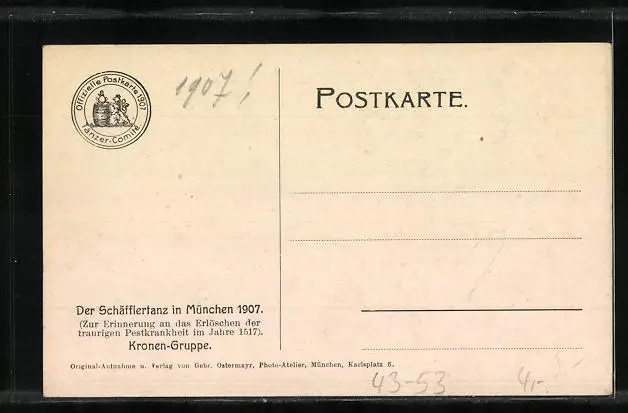 Offizielle Postkarte 1907
Tänzer-Comité
1907!
POSTKARTE.
Der Schäfflertanz in München 1907.
(Zur Erinnerung an das Erlöschen der
traurigen Pestkrankheit im Jahre 1517).
Kronen-Gruppe.
Original-Aufnahme u. Verlag von Gebr. Ostermayr, Photo-Atelier, München, Karlsplatz 6.
43-53
4,-